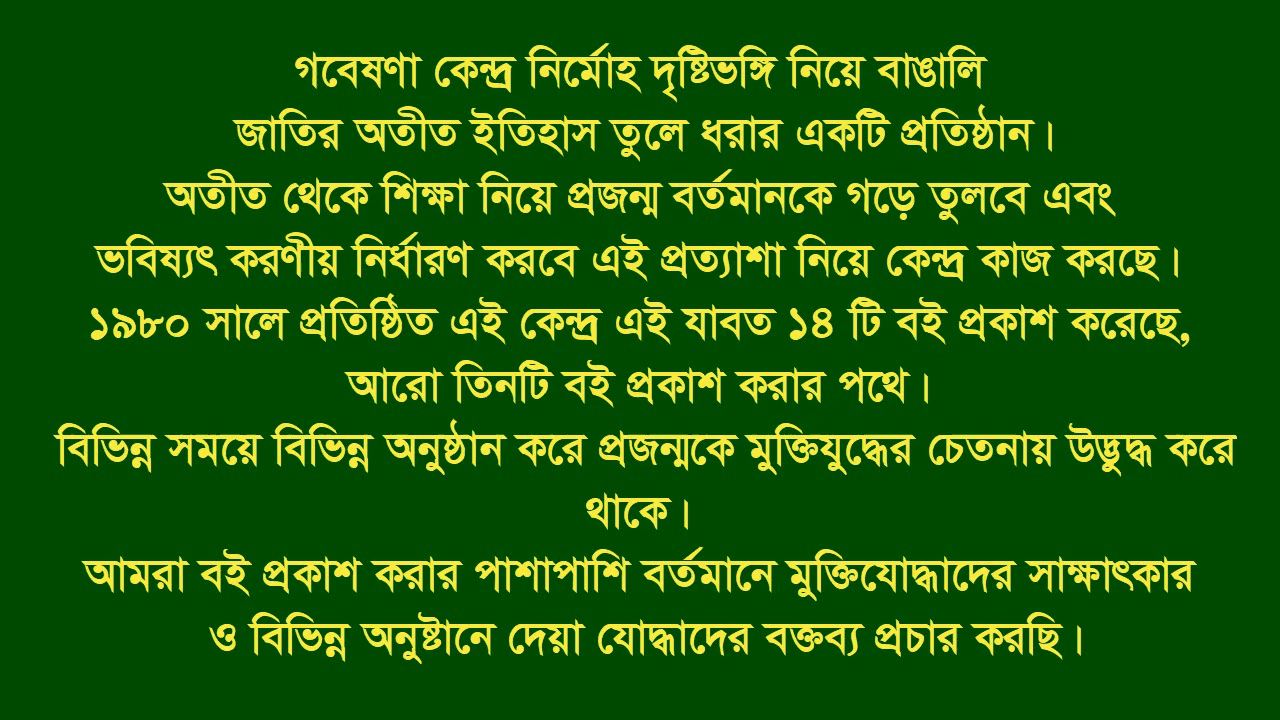 গবেষণা কেন্দ্র নির্মোহ দৃষ্টিভঙ্গি নিয়ে বাঙালি
জাতির অতীত ইতিহাস তুলে ধরার একটি প্রতিষ্ঠান।
অতীত থেকে শিক্ষা নিয়ে প্রজন্ম বর্তমানকে গড়ে তুলবে এবং
ভবিষ্যৎ করণীয় নির্ধারণ করবে এই প্রত্যাশা নিয়ে কেন্দ্র কাজ করছে।
১৯৮০ সালে প্রতিষ্ঠিত এই কেন্দ্র এই যাবত ১৪ টি বই প্রকাশ করেছে,
আরো তিনটি বই প্রকাশ করার পথে।
বিভিন্ন সময়ে বিভিন্ন অনুষ্ঠান করে প্রজন্মকে মুক্তিযুদ্ধের চেতনায় উদ্ভুদ্ধ করে
থাকে।
আমরা বই প্রকাশ করার পাশাপাশি বর্তমানে মুক্তিযোদ্ধাদের সাক্ষাৎকার
ও বিভিন্ন অনুষ্টানে দেয়া যোদ্ধাদের বক্তব্য প্রচার করছি।